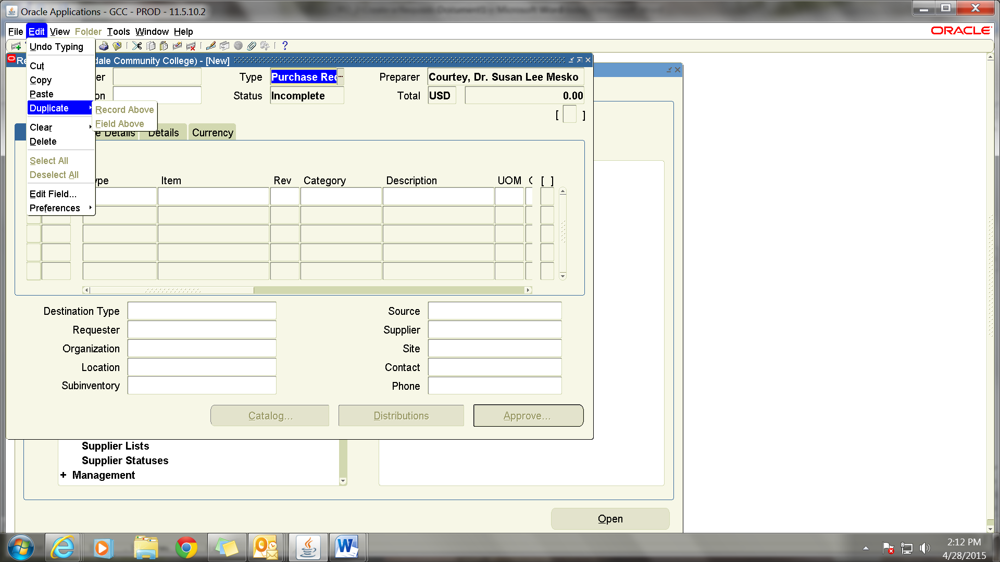 Oracle Applications - GCC - PROD - 11.5.10.2
File Edit View Folder Tools Window Help
ORACLE
Undo Typing
Cut
Copy
Paste
Duplicate
Clear
Delete
Select All
Deselect All
Edit Field...
Preferences
Record Above
Field Above
dale Community College) - [New]
Type Purchase Rec
Preparer Courtey, Dr. Susan Lee Mesko
Status Incomplete
Total USD 0.00
[ ]
e Details Details Currency
ype Item Rev Category Description UOM [ ]
Destination Type
Source
Requester
Supplier
Organization
Site
Location
Contact
Subinventory
Phone
Catalog...
Distributions
Approve...
Supplier Lists
Supplier Statuses
+ Management
Open
2:12 PM
4/28/2015